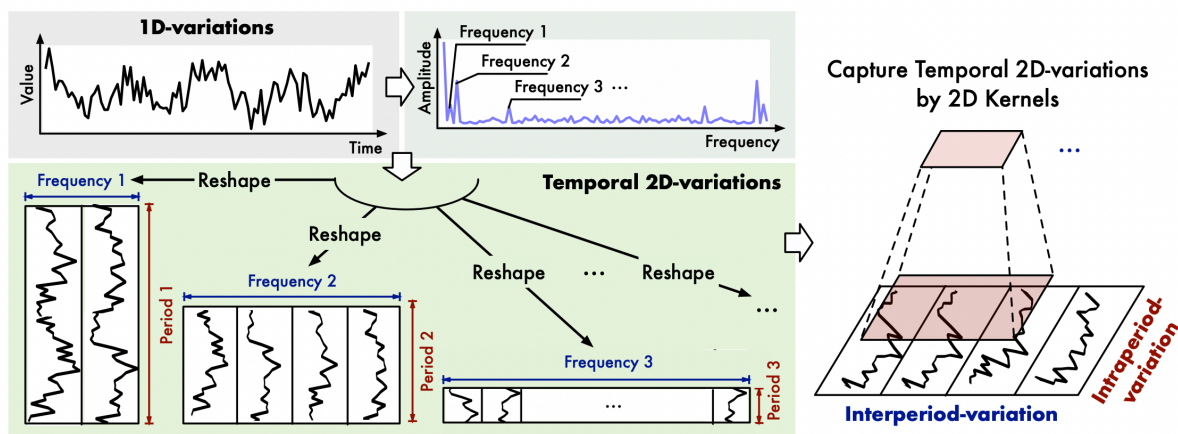 1D-variations
Value
Time
Amplitude
Frequency 1
Frequency 2
Frequency 3 ...
Frequency
Temporal 2D-variations
Frequency 1
Reshape
Period 1
Reshape
Frequency 2
Period 2
Reshape
...
Reshape
...
Frequency 3
...
Period 3
Capture Temporal 2D-variations
by 2D Kernels
...
Interperiod-variation
Intraperiod-
variation